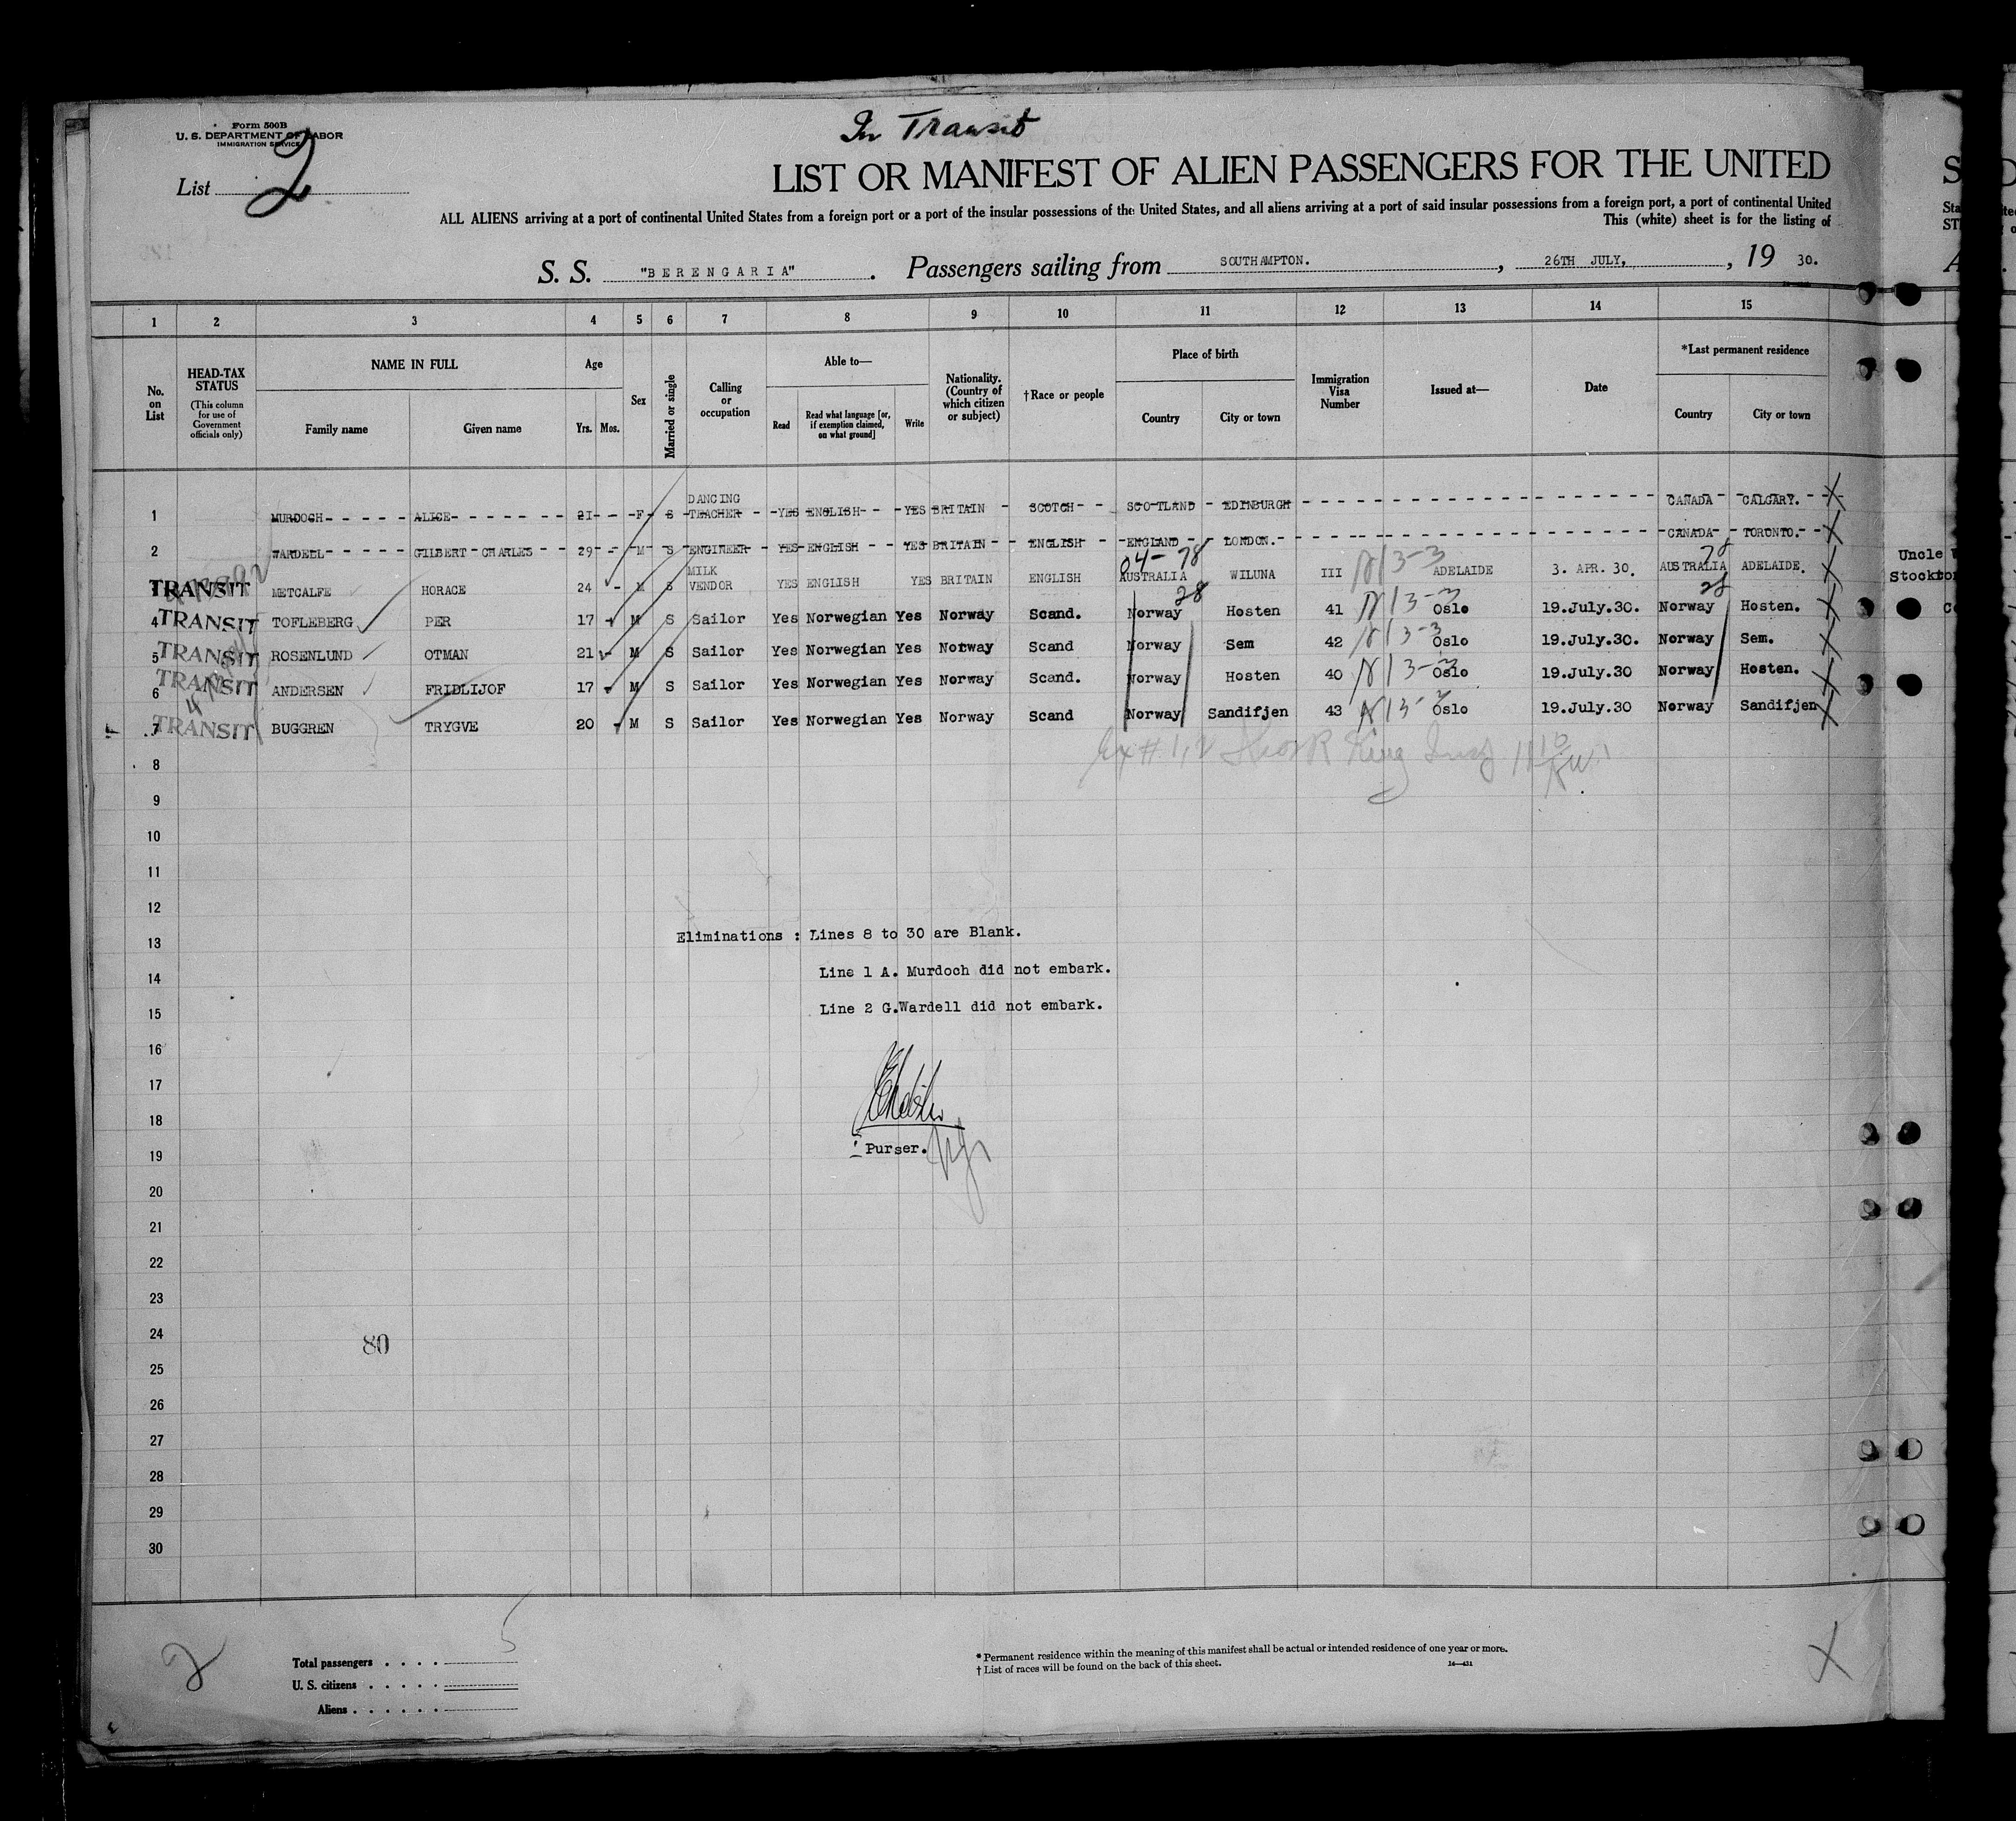 In Transit
Form 500B
U. S. DEPARTMENT OF LABOR
IMMIGRATION SERVICE
List 2
LIST OR MANIFEST OF ALIEN PASSENGERS FOR THE UNITED
ALL ALIENS arriving at a port of continental United States from a foreign port or a port of the insular possessions of the United States, and all aliens arriving at a port of said insular possessions from a foreign port, a port of continental United
This (white) sheet is for the listing of
S. S. "BERENGARIA" . Passengers sailing from SOUTHAMPTON. , 26TH JULY, , 19 30.
1 2 3 4 5 6 7 8 9 10 11 12 13 14 15
No. on List
HEAD-TAX STATUS
(This column for use of Government officials only)
NAME IN FULL
Family name
Given name
Age
Yrs. Mos.
Sex
Married or single
Calling or occupation
Able to—
Read
Read what language [or, if exemption claimed, on what ground]
Write
Nationality. (Country of which citizen or subject)
†Race or people
Place of birth
Country
City or town
Immigration Visa Number
Issued at—
Date
*Last permanent residence
Country
City or town
1 MURDOCH ALICE 21 F S DANCING TEACHER YES ENGLISH YES BRITAIN SCOTCH SCOTLAND EDINBURGH CANADA CALGARY. X
2 WARDELL GILBERT CHARLES 29 M S ENGINEER YES ENGLISH YES BRITAIN ENGLISH ENGLAND LONDON. CANADA TORONTO. X
04-78 78
TRANSIT METCALFE HORACE 24 M S MILK VENDOR YES ENGLISH YES BRITAIN ENGLISH AUSTRALIA WILUNA III 13-3 ADELAIDE 3. APR. 30. AUSTRALIA ADELAIDE. X
28 28
4 TRANSIT TOFLEBERG PER 17 M S Sailor Yes Norwegian Yes Norway Scand. Norway Hosten 41 13-3 Oslo 19.July.30. Norway Hosten. X
5 TRANSIT ROSENLUND OTMAN 21 M S Sailor Yes Norwegian Yes Norway Scand Norway Sem 42 13-3 Oslo 19.July.30. Norway Sem. X
6 TRANSIT ANDERSEN FRIDLIJOF 17 M S Sailor Yes Norwegian Yes Norway Scand. Norway Hosten 40 13-3 Oslo 19.July.30 Norway Hosten. X
7 TRANSIT BUGGREN TRYGVE 20 M S Sailor Yes Norwegian Yes Norway Scand Norway Sandifjen 43 13-3 Oslo 19.July.30 Norway Sandifjen X
Uncle
Stockton
8
9
10
11
12
13
Eliminations : Lines 8 to 30 are Blank.
14
Line 1 A. Murdoch did not embark.
15
Line 2 G.Wardell did not embark.
16
17
18
19
Purser.
20
21
22
23
24
80
25
26
27
28
29
30
2
Total passengers . . . . 5
U. S. citizens . . . . .
Aliens . . . . . .
* Permanent residence within the meaning of this manifest shall be actual or intended residence of one year or more.
† List of races will be found on the back of this sheet.
14—431
X